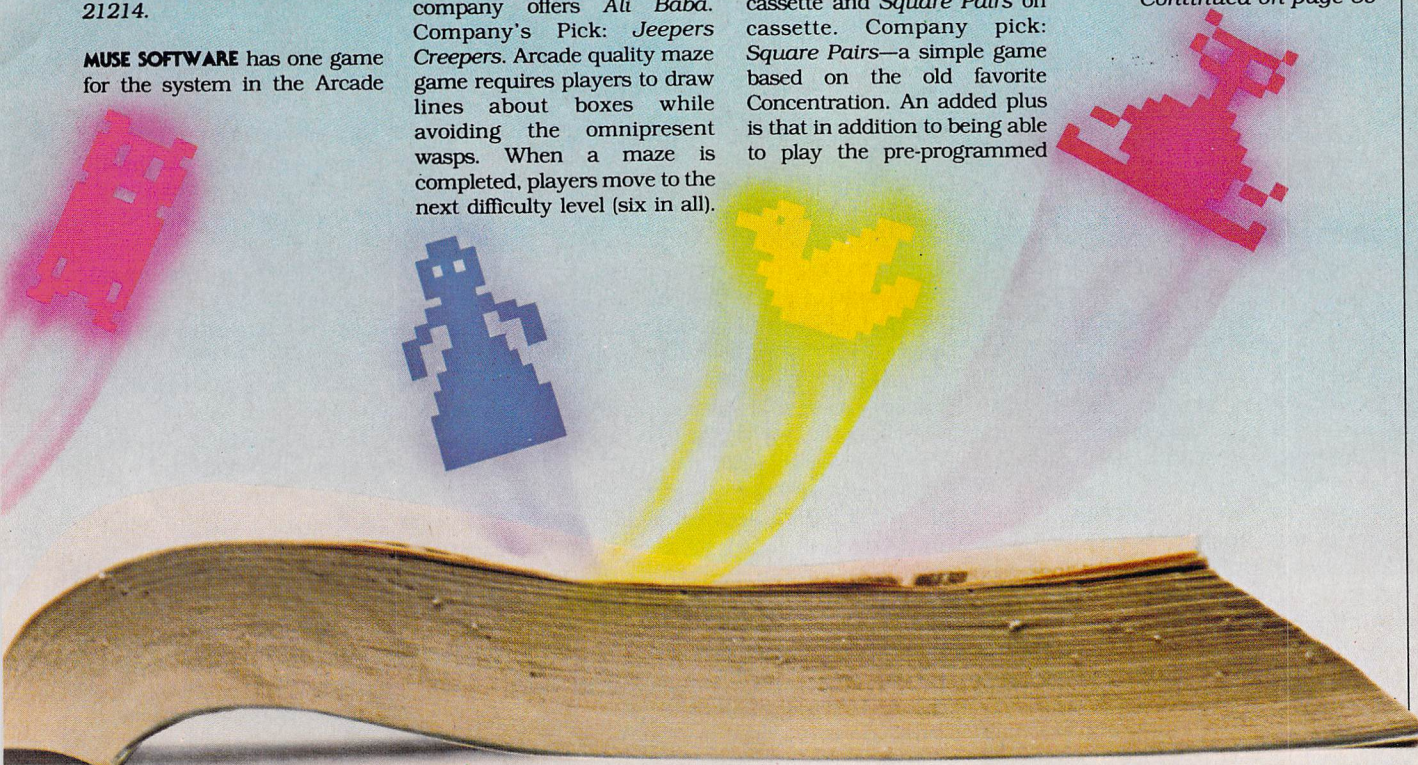 21214.
MUSE SOFTWARE has one game
for the system in the Arcade
company offers Ali Baba.
Company's Pick: Jeepers
Creepers. Arcade quality maze
game requires players to draw
lines about boxes while
avoiding the omnipresent
wasps. When a maze is
completed, players move to the
next difficulty level (six in all).
cassette and Square Pairs on
cassette. Company pick:
Square Pairs—a simple game
based on the old favorite
Concentration. An added plus
is that in addition to being able
to play the pre-programmed
Continued on page